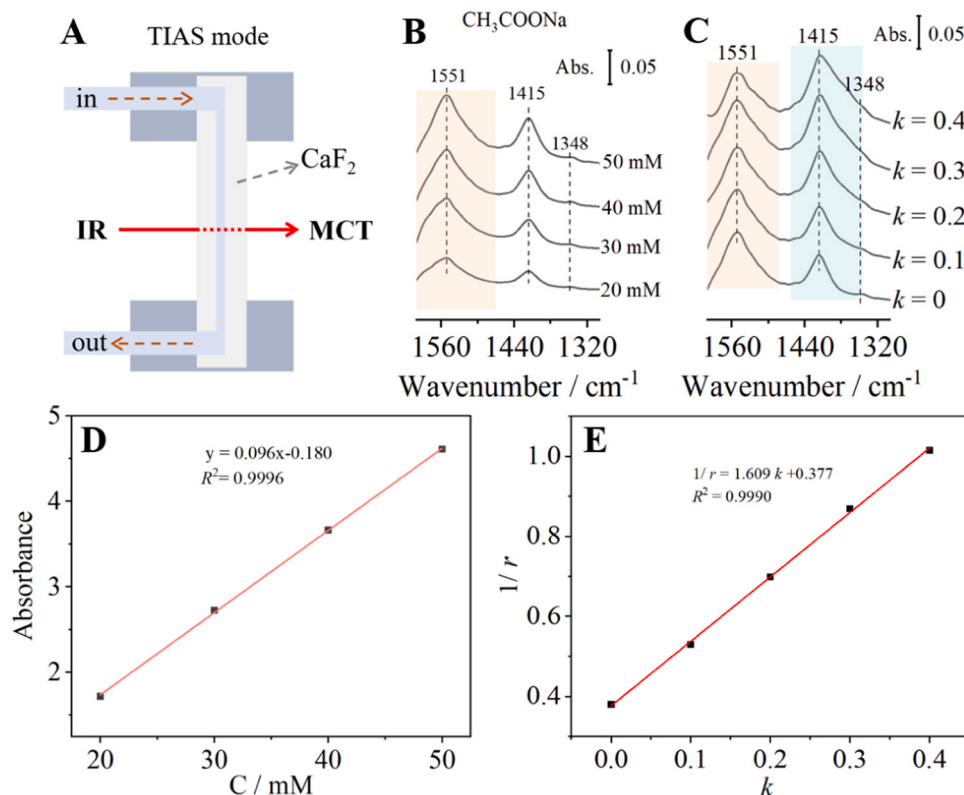 A
TIAS mode
in
CaF₂
IR
MCT
out
B
CH₃COONa
Abs. 0.05
1551
1415
1348
50 mM
40 mM
30 mM
20 mM
1560 1440 1320
Wavenumber / cm⁻¹
C
Abs. 0.05
1551
1415
1348
k = 0.4
k = 0.3
k = 0.2
k = 0.1
k = 0
1560 1440 1320
Wavenumber / cm⁻¹
D
y = 0.096x-0.180
R²= 0.9996
5
4
3
2
Absorbance
20 30 40 50
C / mM
E
1/ r = 1.609 k +0.377
R² = 0.9990
1.0
0.8
0.6
0.4
1/ r
0.0 0.1 0.2 0.3 0.4
k